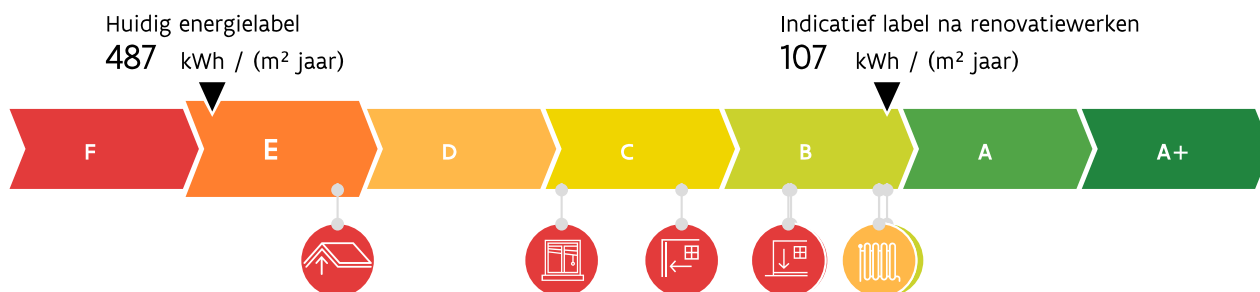 Huidig energielabel
487 kWh / (m² jaar)
Indicatief label na renovatiewerken
107 kWh / (m² jaar)
F E D C B A A+